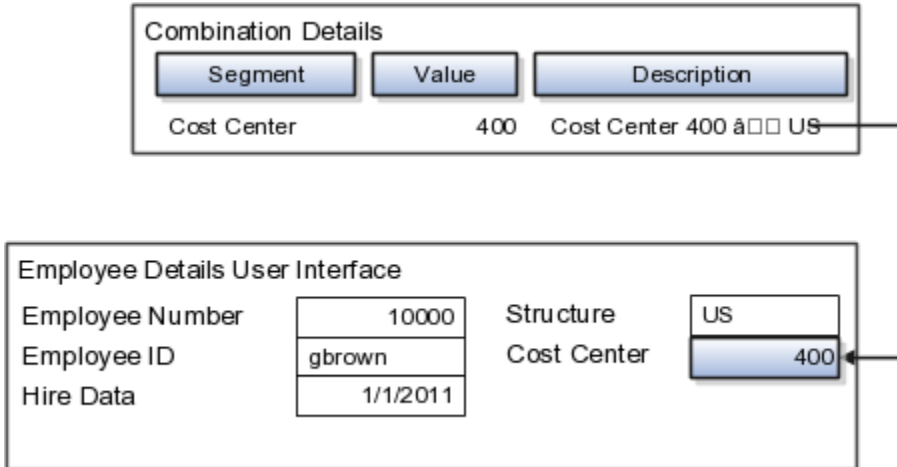 Combination Details
Segment Value Description
Cost Center 400 Cost Center 400 â□□ US
Employee Details User Interface
Employee Number 10000 Structure US
Employee ID gbrown Cost Center 400
Hire Data 1/1/2011